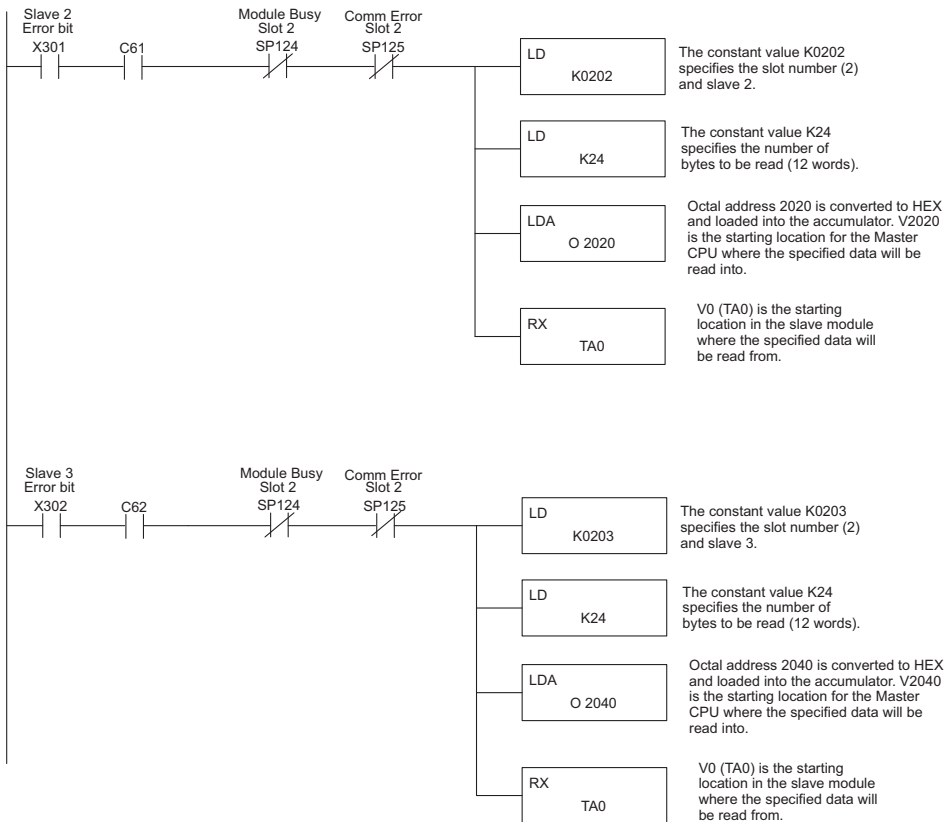 Slave 2
Error bit
X301
C61
Module Busy
Slot 2
SP124
Comm Error
Slot 2
SP125
LD
K0202
The constant value K0202
specifies the slot number (2)
and slave 2.
LD
K24
The constant value K24
specifies the number of
bytes to be read (12 words).
LDA
O 2020
Octal address 2020 is converted to HEX
and loaded into the accumulator. V2020
is the starting location for the Master
CPU where the specified data will be
read into.
RX
TA0
V0 (TA0) is the starting
location in the slave module
where the specified data will
be read from.
Slave 3
Error bit
X302
C62
Module Busy
Slot 2
SP124
Comm Error
Slot 2
SP125
LD
K0203
The constant value K0203
specifies the slot number (2)
and slave 3.
LD
K24
The constant value K24
specifies the number of
bytes to be read (12 words).
LDA
O 2040
Octal address 2040 is converted to HEX
and loaded into the accumulator. V2040
is the starting location for the Master
CPU where the specified data will be
read into.
RX
TA0
V0 (TA0) is the starting
location in the slave module
where the specified data will
be read from.